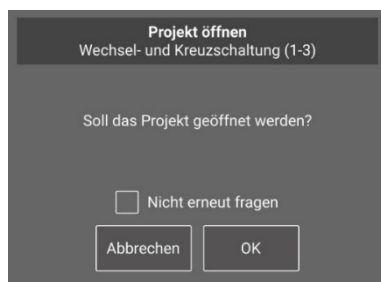 Projekt öffnen
Wechsel- und Kreuzschaltung (1-3)
Soll das Projekt geöffnet werden?
Nicht erneut fragen
Abbrechen
OK